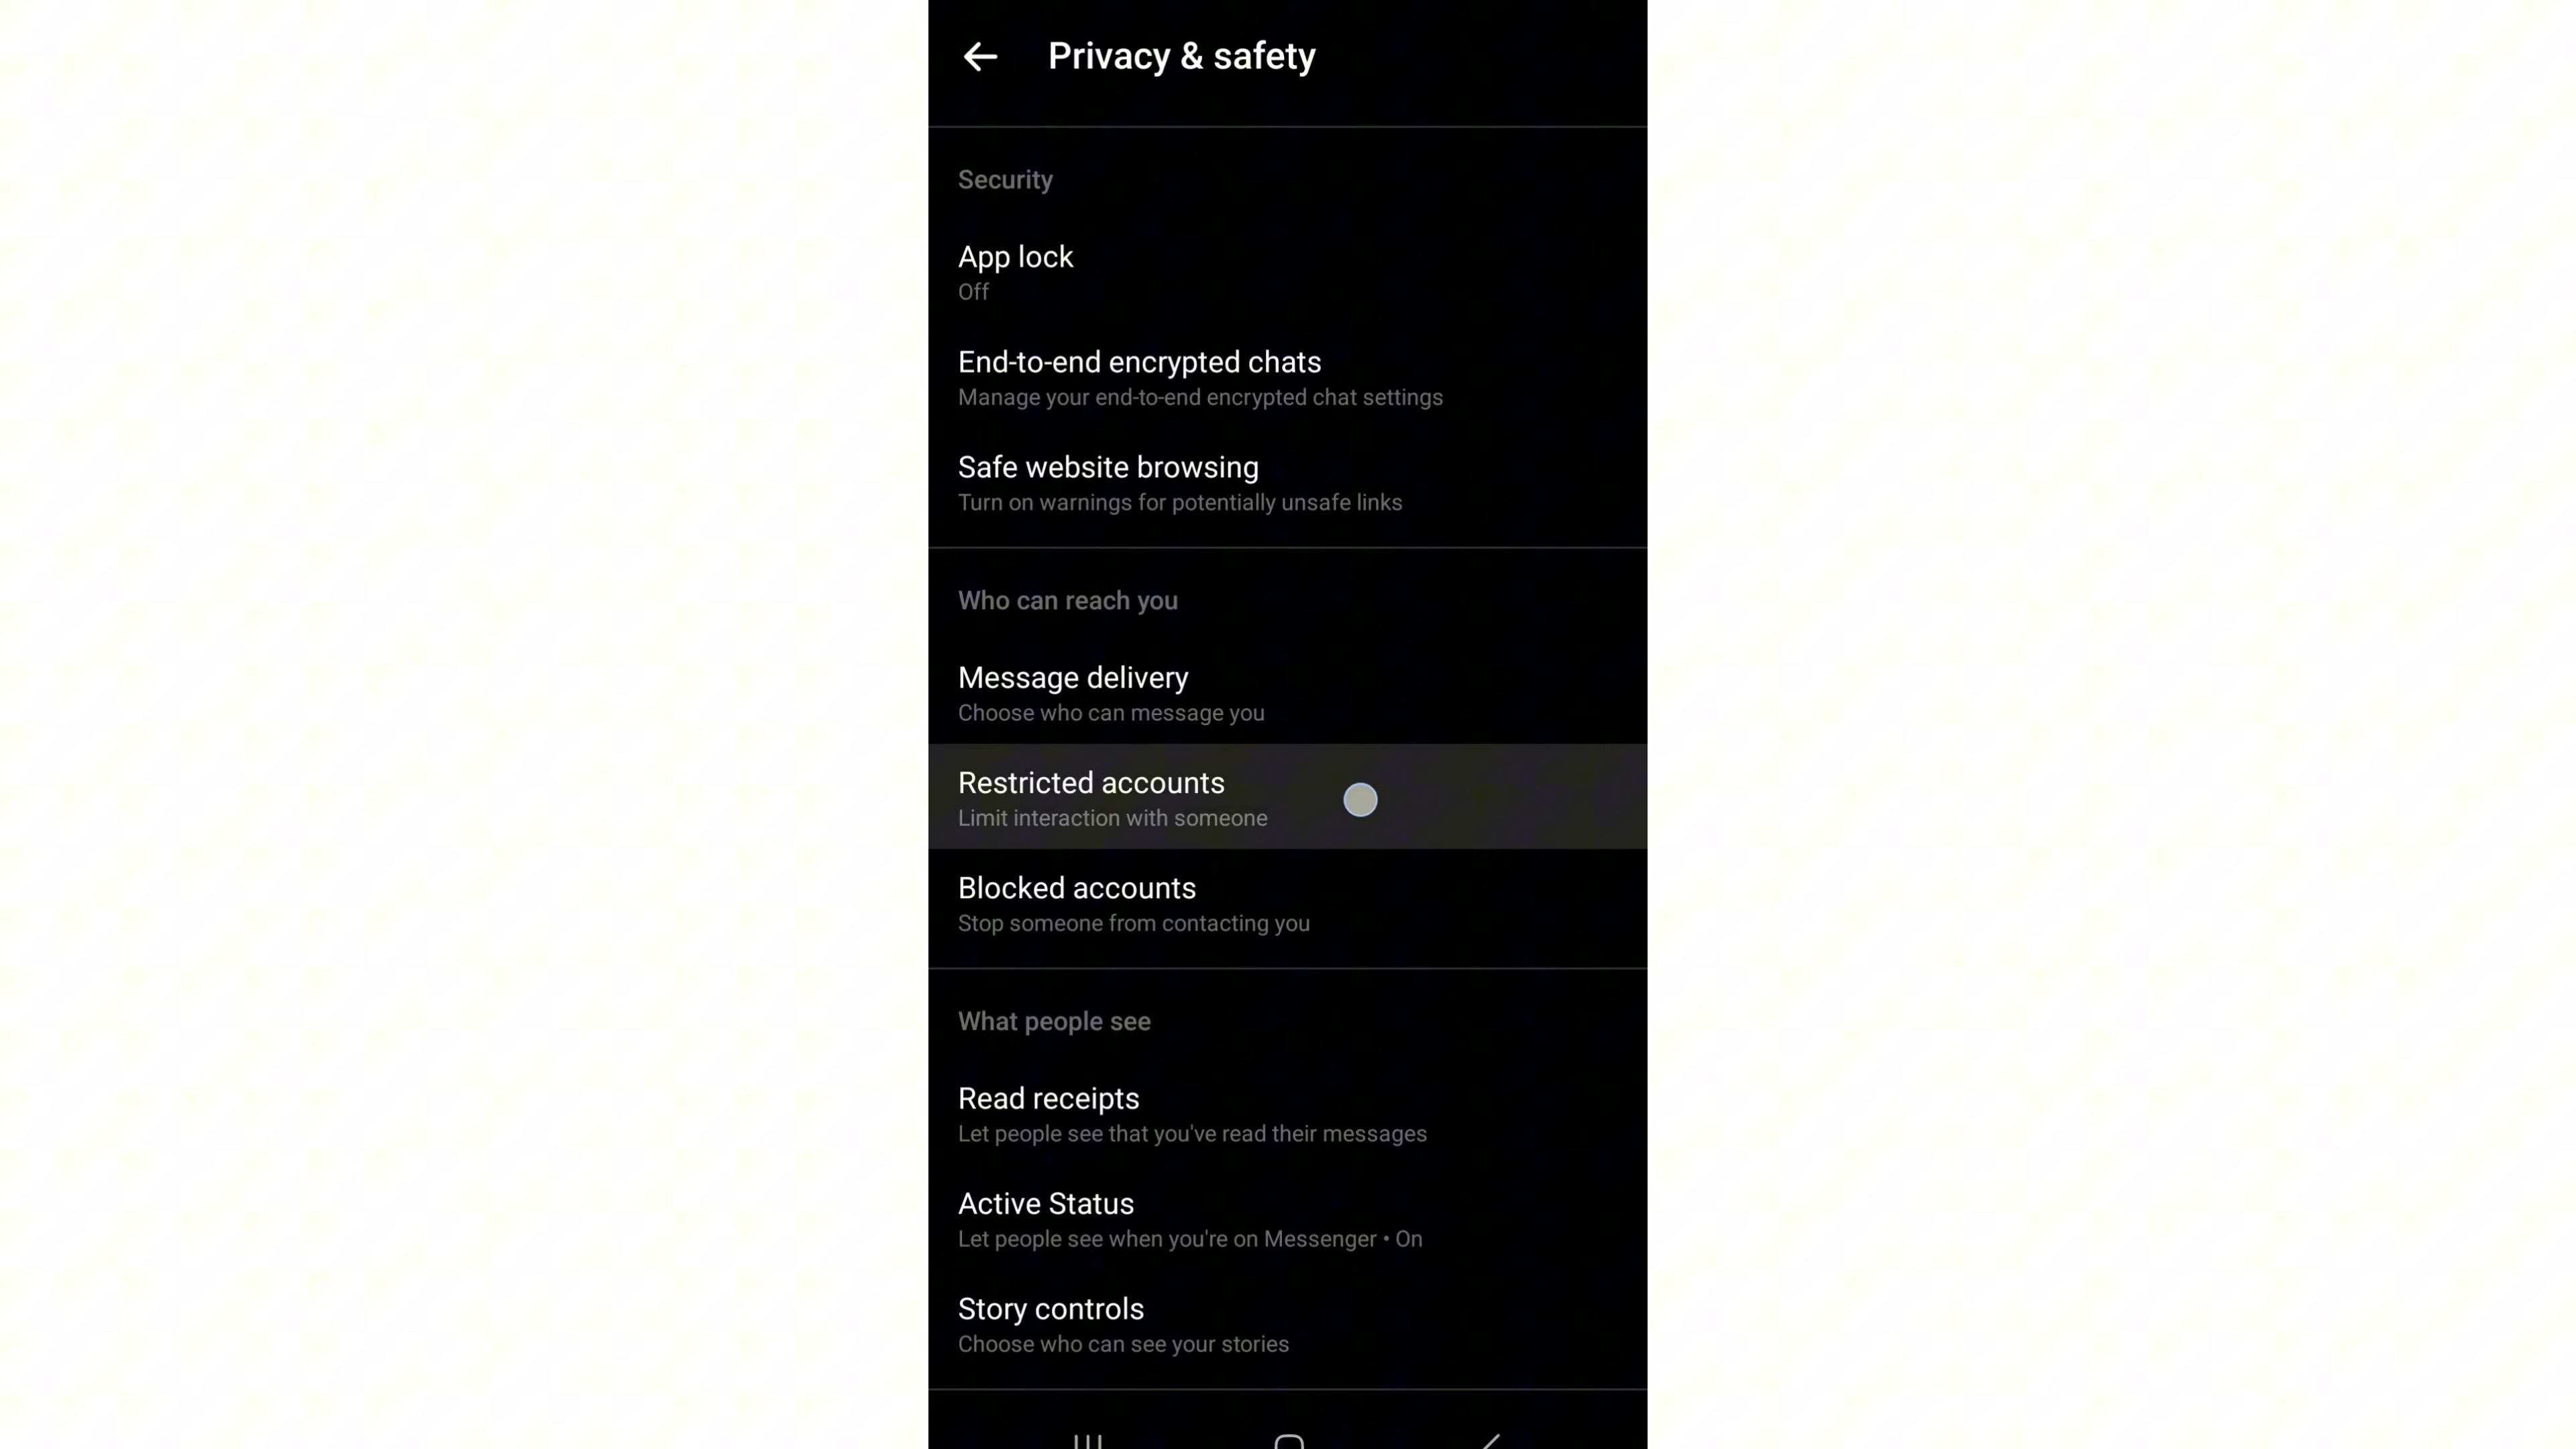 Privacy & safety
Security
App lock
Off
End-to-end encrypted chats
Manage your end-to-end encrypted chat settings
Safe website browsing
Turn on warnings for potentially unsafe links
Who can reach you
Message delivery
Choose who can message you
Restricted accounts
Limit interaction with someone
Blocked accounts
Stop someone from contacting you
What people see
Read receipts
Let people see that you've read their messages
Active Status
Let people see when you're on Messenger • On
Story controls
Choose who can see your stories